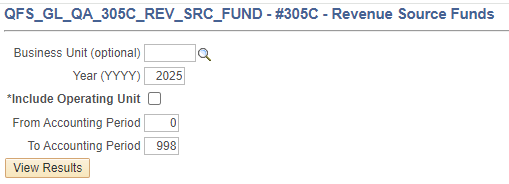 QFS_GL_QA_305C_REV_SRC_FUND - #305C - Revenue Source Funds
Business Unit (optional)
Year (YYYY) 2025
*Include Operating Unit
From Accounting Period 0
To Accounting Period 998
View Results